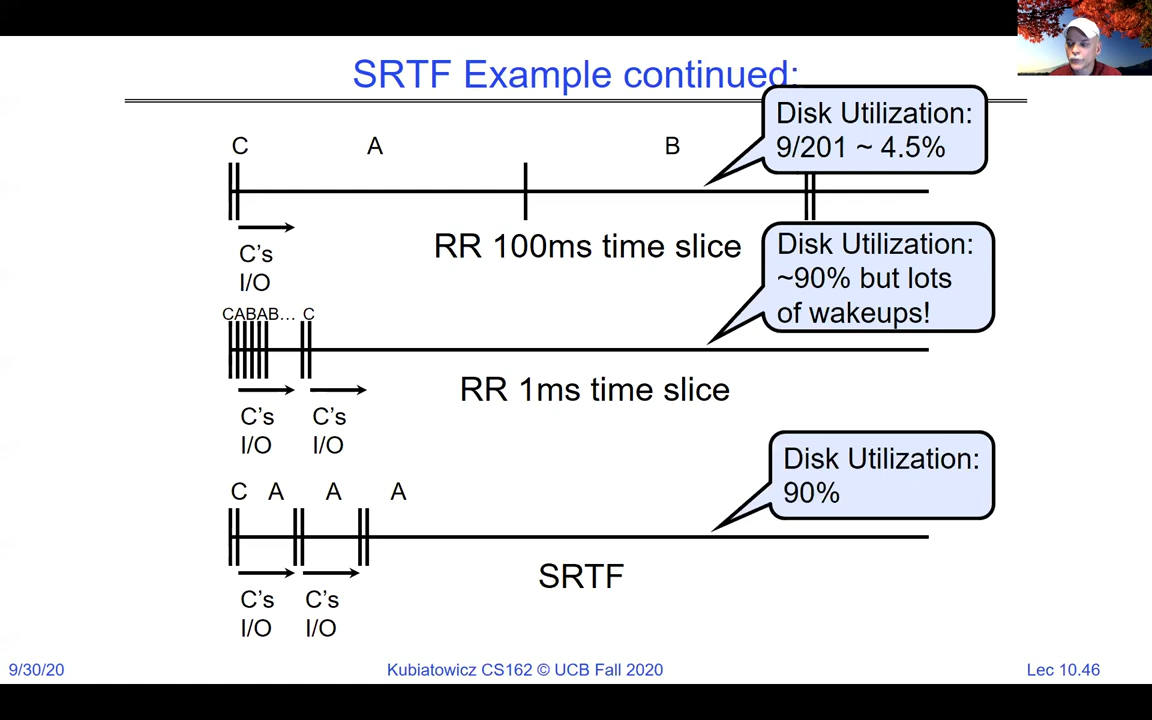 SRTF Example continued:
Disk Utilization:
9/201 ~ 4.5%
C A B
C's
I/O
RR 100ms time slice
Disk Utilization:
~90% but lots
of wakeups!
CABAB... C
C's C's
I/O I/O
RR 1ms time slice
Disk Utilization:
90%
C A A A
C's C's
I/O I/O
SRTF
9/30/20 Kubiatowicz CS162 © UCB Fall 2020 Lec 10.46